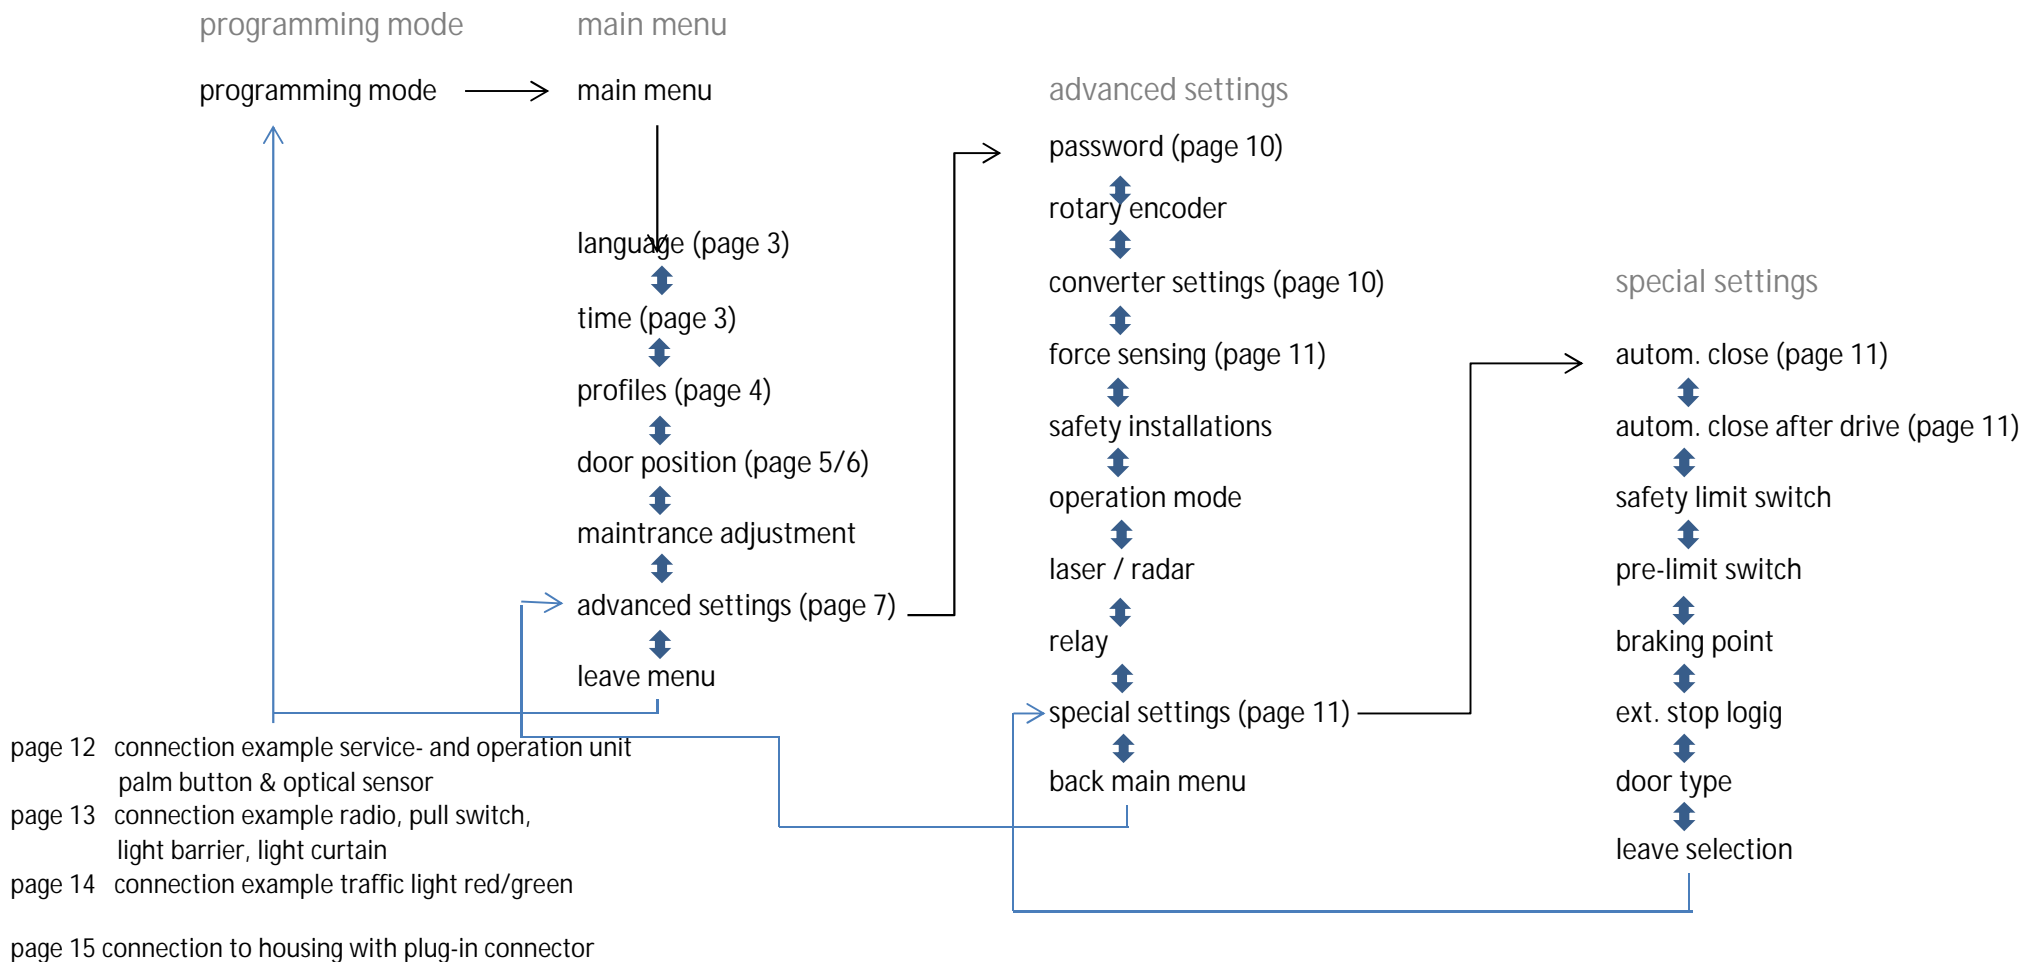 programming mode
main menu
programming mode
main menu
language (page 3)
time (page 3)
profiles (page 4)
door position (page 5/6)
maintrance adjustment
advanced settings (page 7)
leave menu
advanced settings
password (page 10)
rotary encoder
converter settings (page 10)
force sensing (page 11)
safety installations
operation mode
laser / radar
relay
special settings (page 11)
back main menu
special settings
autom. close (page 11)
autom. close after drive (page 11)
safety limit switch
pre-limit switch
braking point
ext. stop logig
door type
leave selection
page 12 connection example service- and operation unit
palm button & optical sensor
page 13 connection example radio, pull switch,
light barrier, light curtain
page 14 connection example traffic light red/green
page 15 connection to housing with plug-in connector